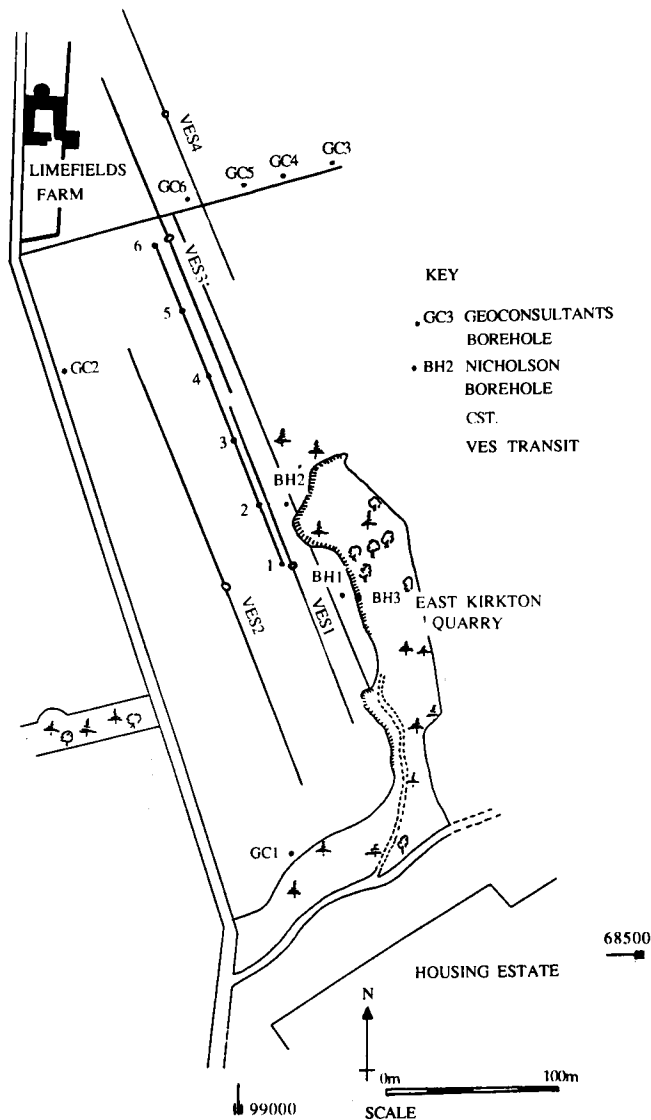 VES4
GC3
GC4
GC5
GC6
LIMEFIELDS
FARM
6
VES3
5
KEY
GC3 GEOCONSULTANTS
BOREHOLE
GC2
4
BH2 NICHOLSON
BOREHOLE
CST.
VES TRANSIT
3
BH2
2
1
BH1
BH3
EAST KIRKTON
QUARRY
VES2
VES1
GC1
68500
HOUSING ESTATE
N
0m 100m
99000
SCALE